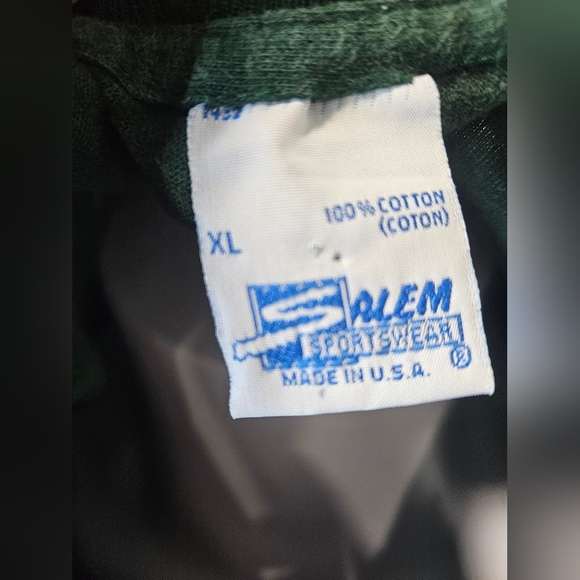 100% COTTON
(COTON)
XL
SALEM
SPORTSWEAR
®
MADE IN U.S.A.